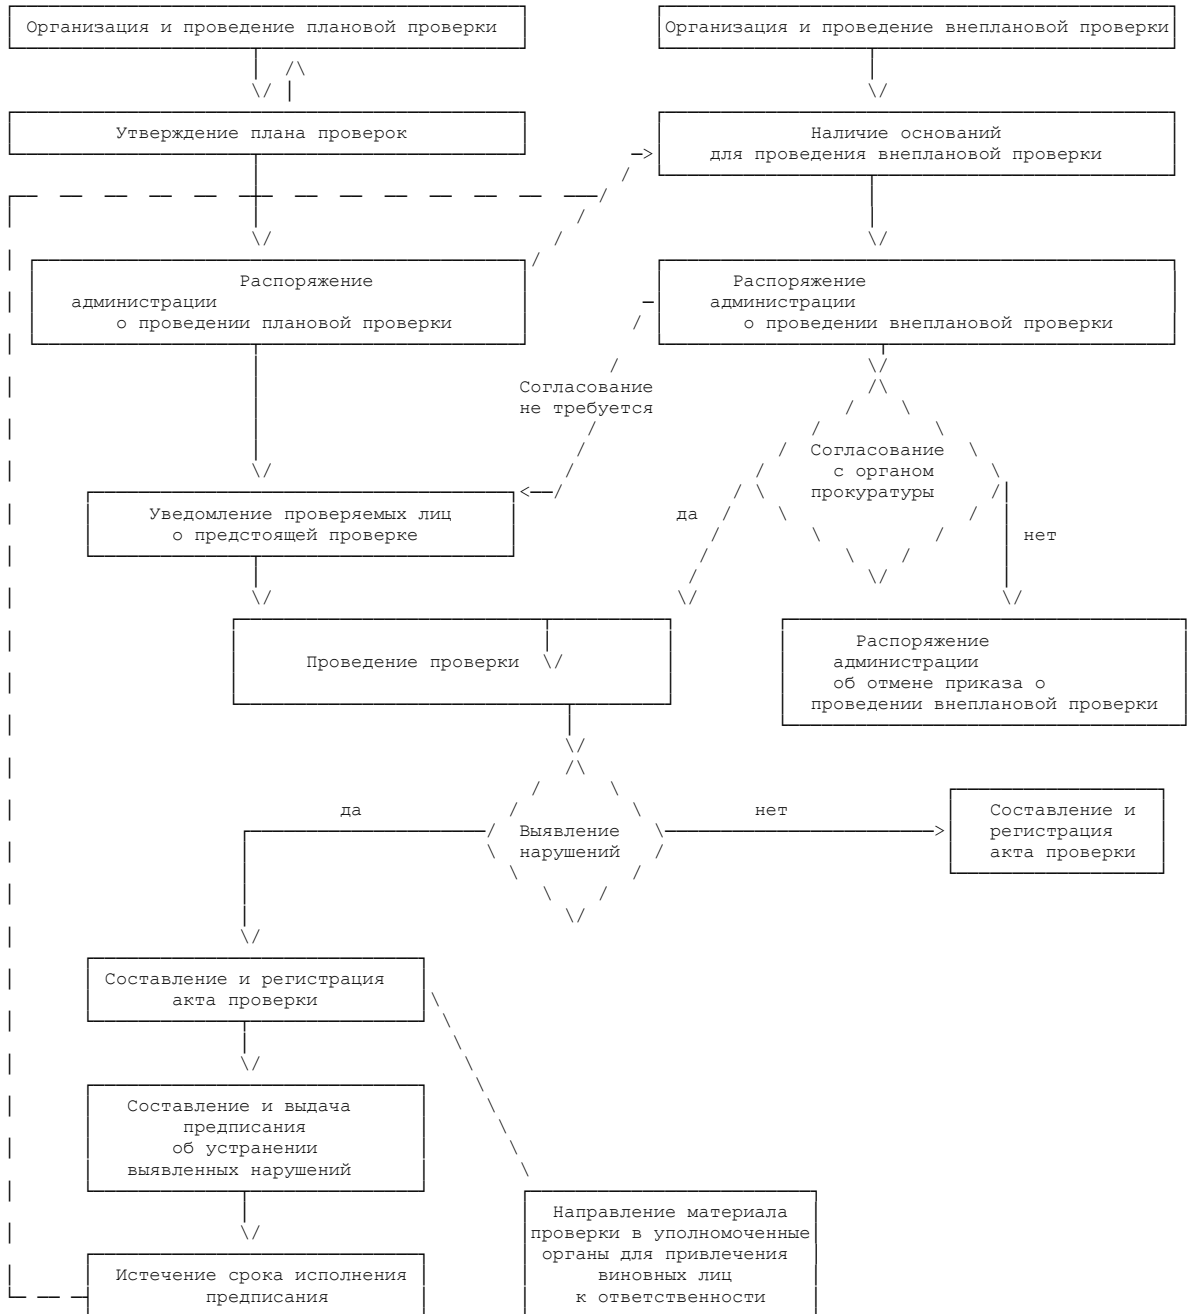 Организация и проведение плановой проверки
Организация и проведение внеплановой проверки
Утверждение плана проверок
Наличие оснований
для проведения внеплановой проверки
Распоряжение
администрации
о проведении плановой проверки
Распоряжение
администрации
о проведении внеплановой проверки
Согласование
не требуется
Согласование
с органом
прокуратуры
да
нет
Уведомление проверяемых лиц
о предстоящей проверке
Проведение проверки
Распоряжение
администрации
об отмене приказа о
проведении внеплановой проверки
да
Выявление
нарушений
нет
Составление и
регистрация
акта проверки
Составление и регистрация
акта проверки
Составление и выдача
предписания
об устранении
выявленных нарушений
Направление материала
проверки в уполномоченные
органы для привлечения
виновных лиц
к ответственности
Истечение срока исполнения
предписания